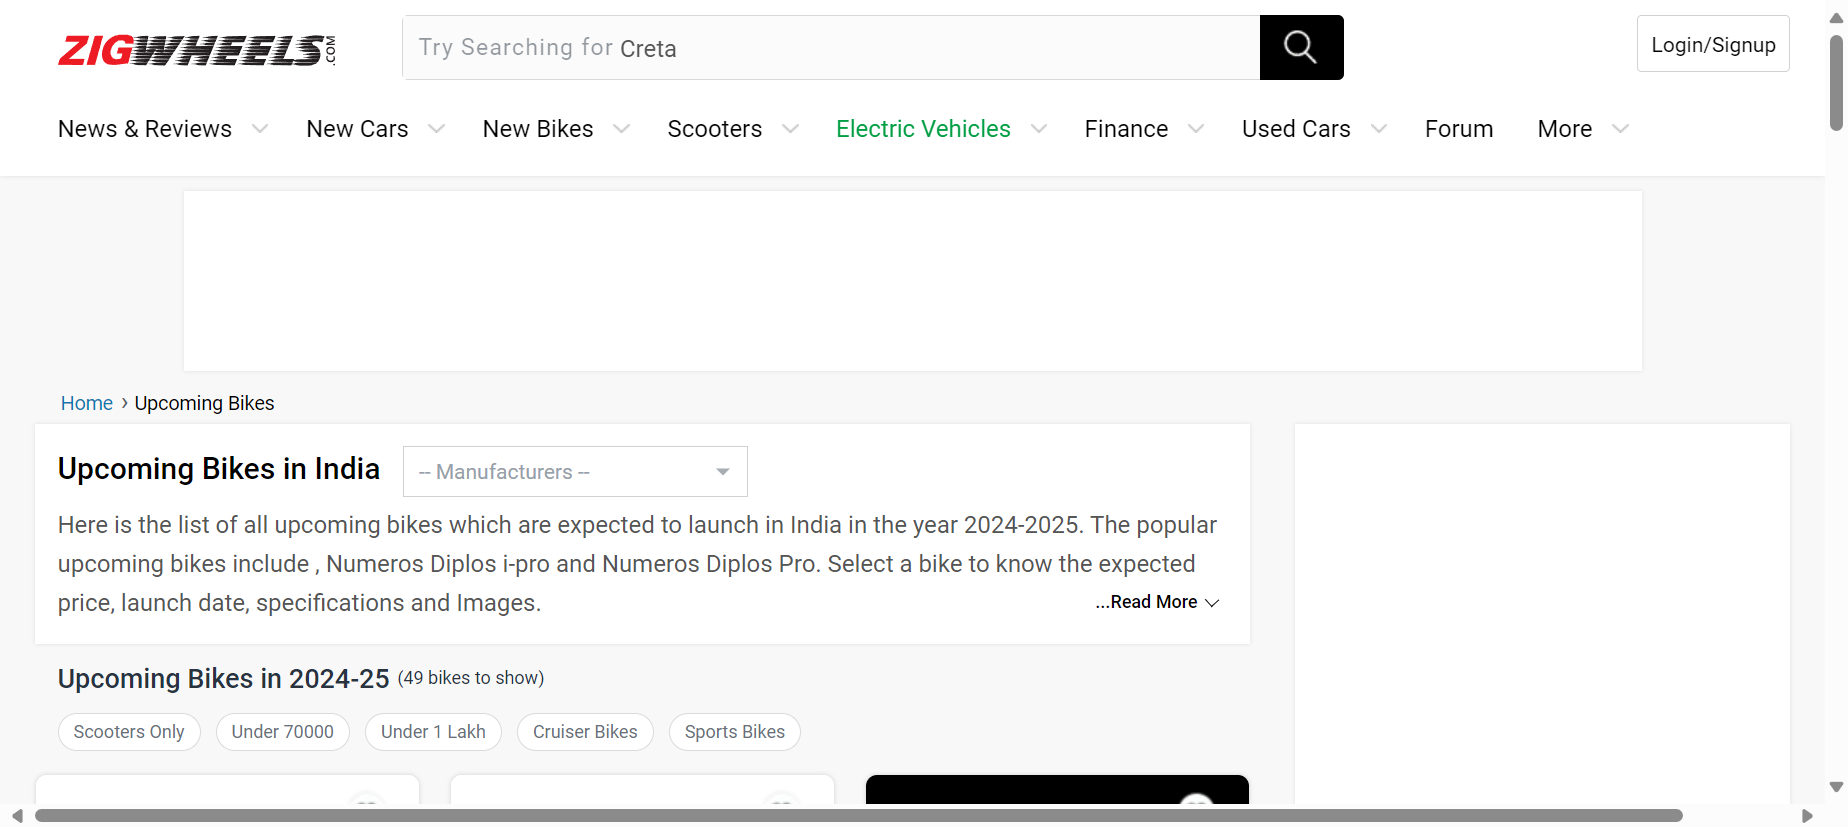 ZIGWHEELS.COM
Try Searching for Creta
Login/Signup
News & Reviews New Cars New Bikes Scooters Electric Vehicles Finance Used Cars Forum More
Home › Upcoming Bikes
Upcoming Bikes in India
-- Manufacturers --
Here is the list of all upcoming bikes which are expected to launch in India in the year 2024-2025. The popular
upcoming bikes include , Numeros Diplos i-pro and Numeros Diplos Pro. Select a bike to know the expected
price, launch date, specifications and Images.
...Read More
Upcoming Bikes in 2024-25 (49 bikes to show)
Scooters Only Under 70000 Under 1 Lakh Cruiser Bikes Sports Bikes